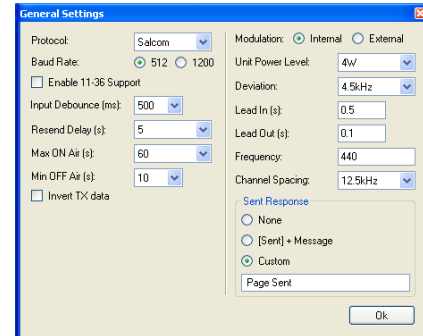 General Settings
Protocol: Salcom
Baud Rate: 512 1200
Enable 11-36 Support
Input Debounce (ms): 500
Resend Delay (s): 5
Max ON Air (s): 60
Min OFF Air (s): 10
Invert TX data
Modulation: Internal External
Unit Power Level: 4W
Deviation: 4.5kHz
Lead In (s): 0.5
Lead Out (s): 0.1
Frequency: 440
Channel Spacing: 12.5kHz
Sent Response
None
[Sent] + Message
Custom
Page Sent
Ok